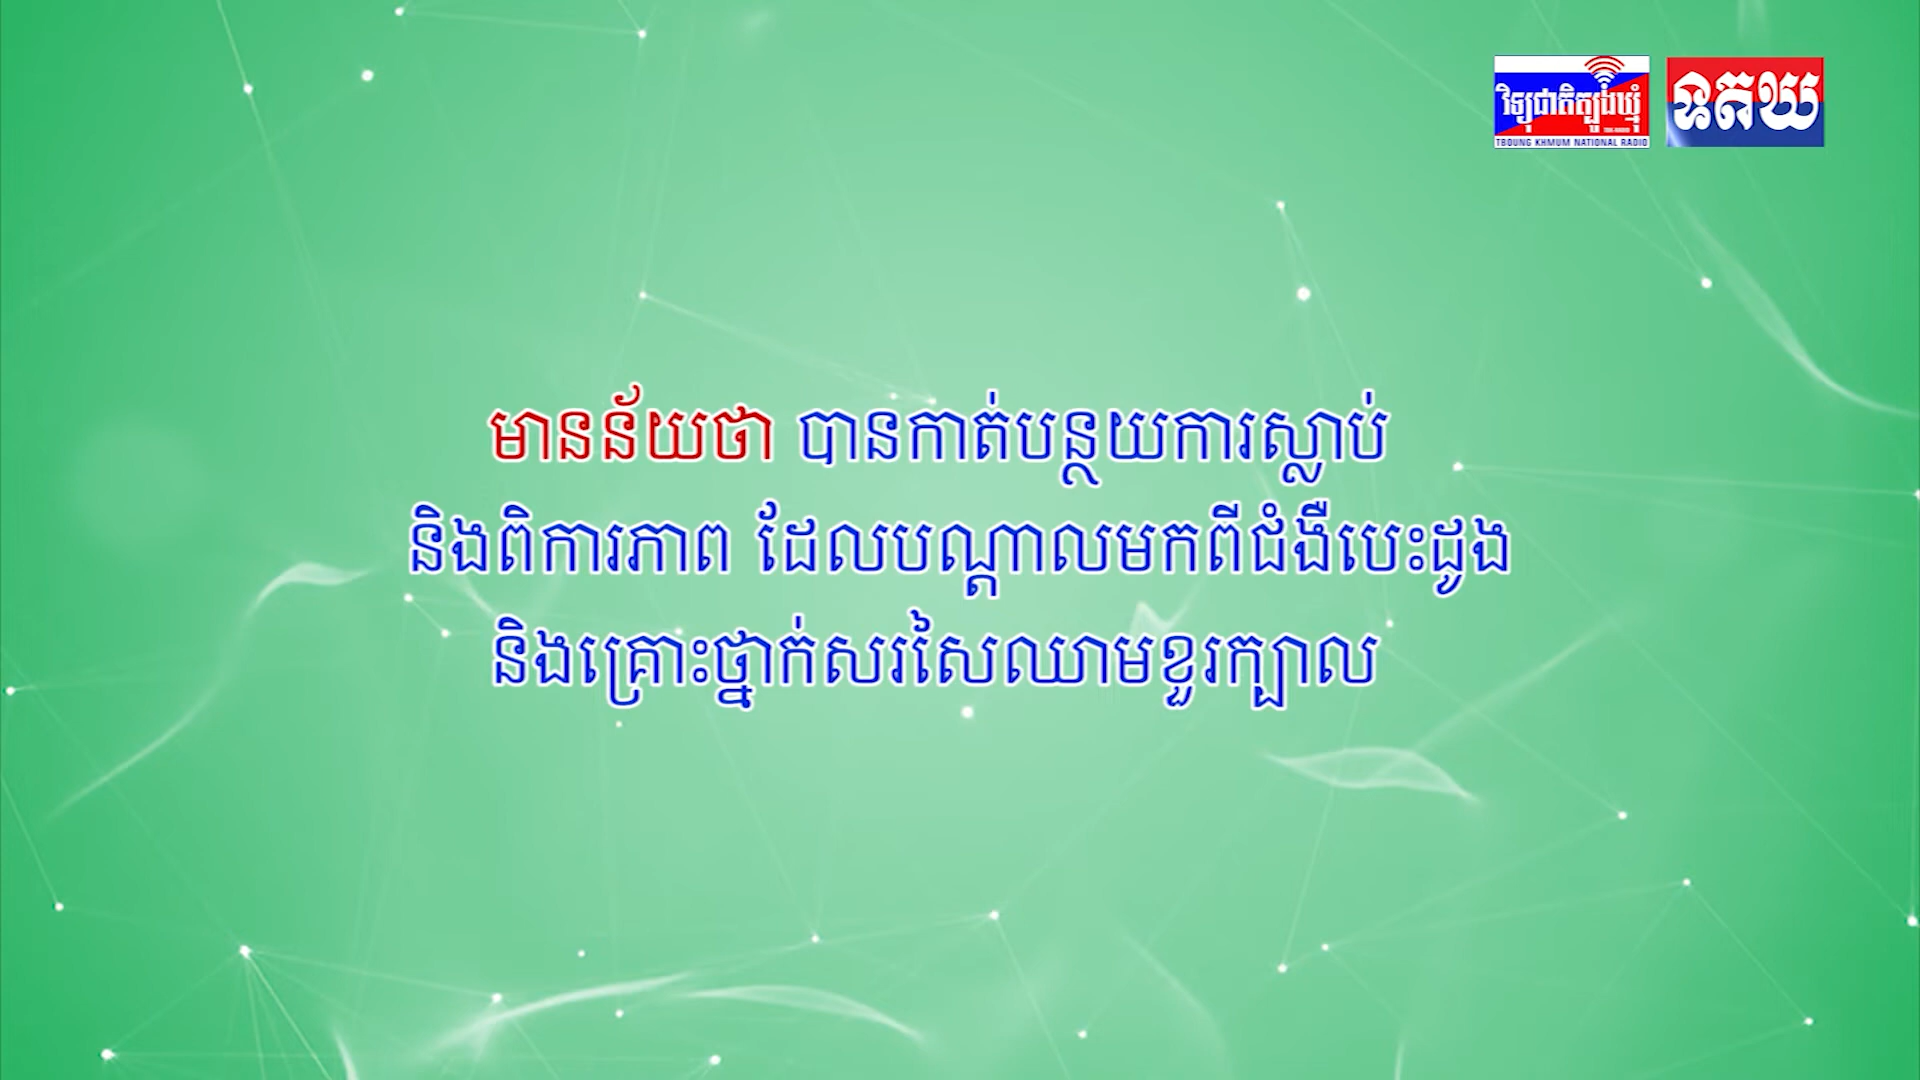 វិទ្យុជាតិត្បូងឃ្មុំ
TBOUNG KHMUM NATIONAL RADIO
ទតឃ
មានន័យថា បានកាត់បន្ថយការស្លាប់
និងពិការភាព ដែលបណ្តាលមកពីជំងឺបេះដូង
និងគ្រោះថ្នាក់សរសៃឈាមខួរក្បាល